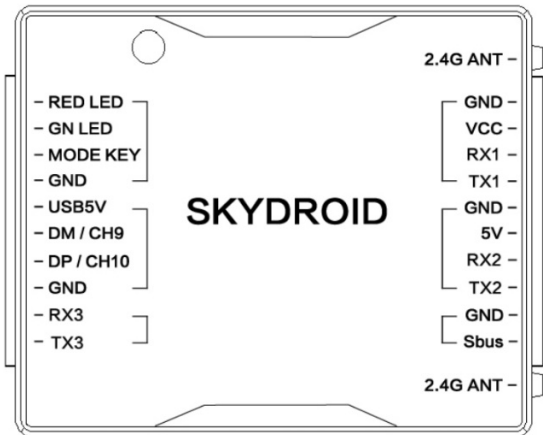 2.4G ANT
RED LED
GN LED
MODE KEY
GND
USB5V
DM / CH9
DP / CH10
GND
RX3
TX3
SKYDROID
GND
VCC
RX1
TX1
GND
5V
RX2
TX2
GND
Sbus
2.4G ANT